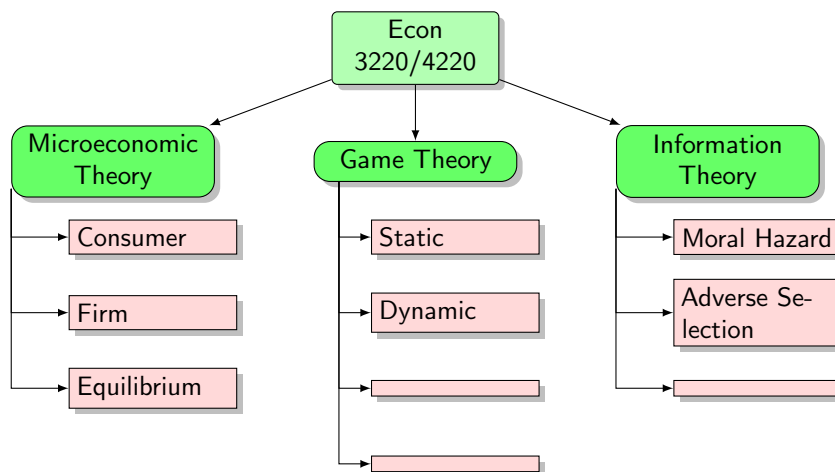 Econ
3220/4220
Microeconomic
Theory
Game Theory
Information
Theory
Consumer
Static
Moral Hazard
Firm
Dynamic
Adverse Se-
lection
Equilibrium